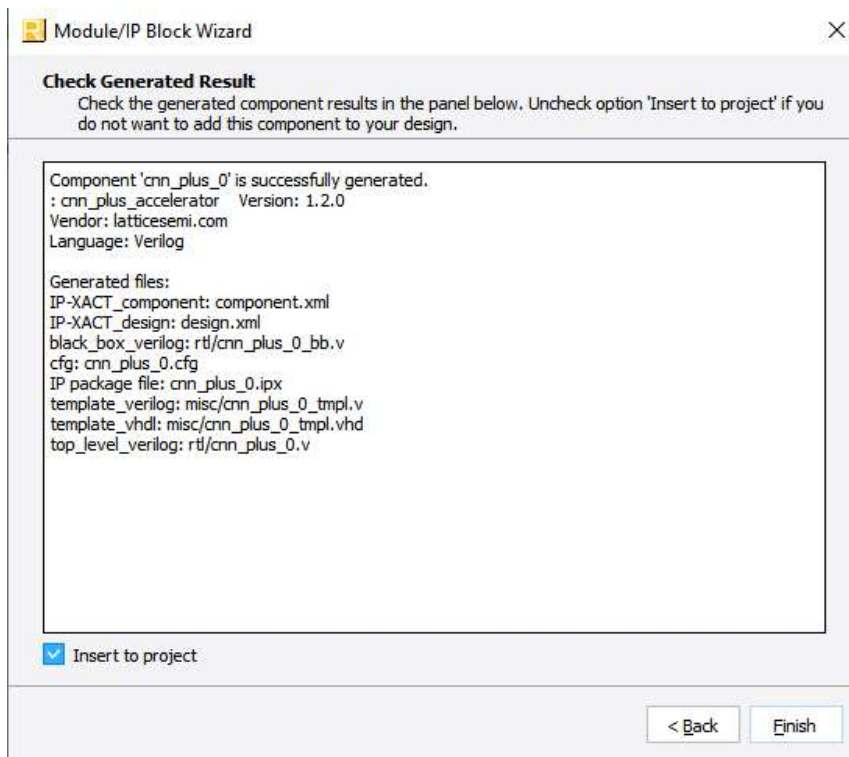 Module/IP Block Wizard
Check Generated Result
Check the generated component results in the panel below. Uncheck option 'Insert to project' if you
do not want to add this component to your design.
Component 'cnn_plus_0' is successfully generated.
: cnn_plus_accelerator Version: 1.2.0
Vendor: latticesemi.com
Language: Verilog
Generated files:
IP-XACT_component: component.xml
IP-XACT_design: design.xml
black_box_verilog: rtl/cnn_plus_0_bb.v
cfg: cnn_plus_0.cfg
IP package file: cnn_plus_0.ipx
template_verilog: misc/cnn_plus_0_tmpl.v
template_vhdl: misc/cnn_plus_0_tmpl.vhd
top_level_verilog: rtl/cnn_plus_0.v
Insert to project
< Back Finish